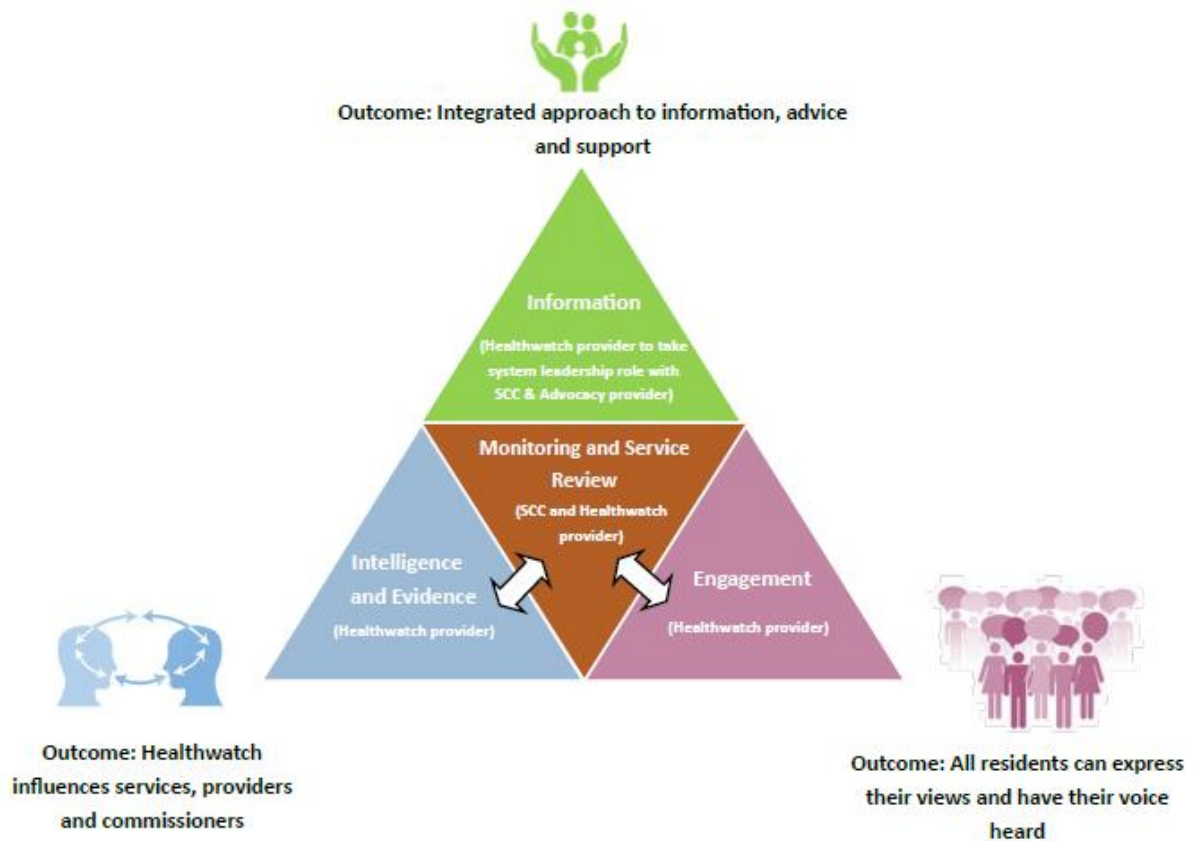 Outcome: Integrated approach to information, advice
and support
Information
(Healthwatch provider to take
system leadership role with
SCC & Advocacy provider)
Monitoring and Service
Review
(SCC and Healthwatch
provider)
Intelligence
and Evidence
(Healthwatch provider)
Engagement
(Healthwatch provider)
Outcome: Healthwatch
influences services, providers
and commissioners
Outcome: All residents can express
their views and have their voice
heard